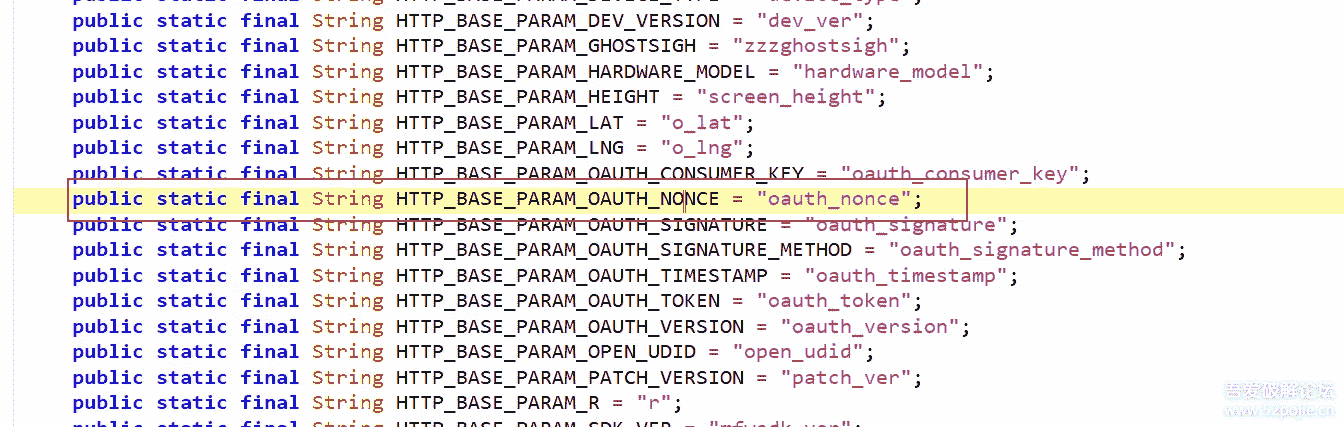 public static final String HTTP_BASE_PARAM_DEV_VERSION = "dev_ver";
public static final String HTTP_BASE_PARAM_GHOSTSIGH = "zzzghostsigh";
public static final String HTTP_BASE_PARAM_HARDWARE_MODEL = "hardware_model";
public static final String HTTP_BASE_PARAM_HEIGHT = "screen_height";
public static final String HTTP_BASE_PARAM_LAT = "o_lat";
public static final String HTTP_BASE_PARAM_LNG = "o_lng";
public static final String HTTP_BASE_PARAM_OAUTH_CONSUMER_KEY = "oauth_consumer_key";
public static final String HTTP_BASE_PARAM_OAUTH_NONCE = "oauth_nonce";
public static final String HTTP_BASE_PARAM_OAUTH_SIGNATURE = "oauth_signature";
public static final String HTTP_BASE_PARAM_OAUTH_SIGNATURE_METHOD = "oauth_signature_method";
public static final String HTTP_BASE_PARAM_OAUTH_TIMESTAMP = "oauth_timestamp";
public static final String HTTP_BASE_PARAM_OAUTH_TOKEN = "oauth_token";
public static final String HTTP_BASE_PARAM_OAUTH_VERSION = "oauth_version";
public static final String HTTP_BASE_PARAM_OPEN_UDID = "open_udid";
public static final String HTTP_BASE_PARAM_PATCH_VERSION = "patch_ver";
public static final String HTTP_BASE_PARAM_R = "r";
吾爱破解论坛
www.52pojie.cn